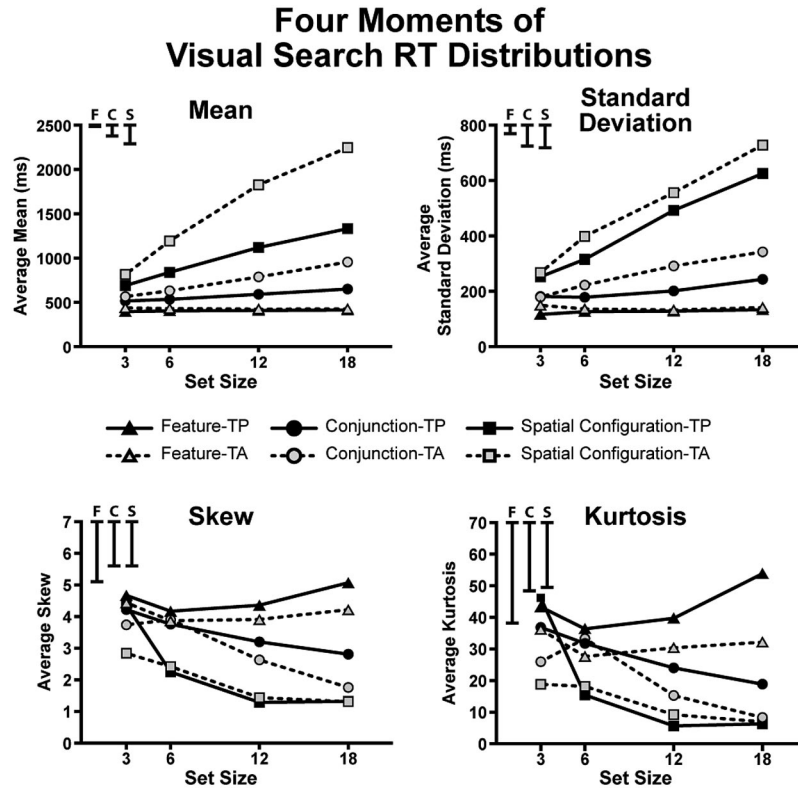 Four Moments of
Visual Search RT Distributions
F C S
Mean
2500
2000
1500
1000
500
0
Average Mean (ms)
3 6 12 18
Set Size
F C S
Standard
Deviation
800
600
400
200
0
Average
Standard Deviation (ms)
3 6 12 18
Set Size
Feature-TP Conjunction-TP Spatial Configuration-TP
Feature-TA Conjunction-TA Spatial Configuration-TA
F C S
Skew
7
6
5
4
3
2
1
0
Average Skew
3 6 12 18
Set Size
F C S
Kurtosis
70
60
50
40
30
20
10
0
Average Kurtosis
3 6 12 18
Set Size